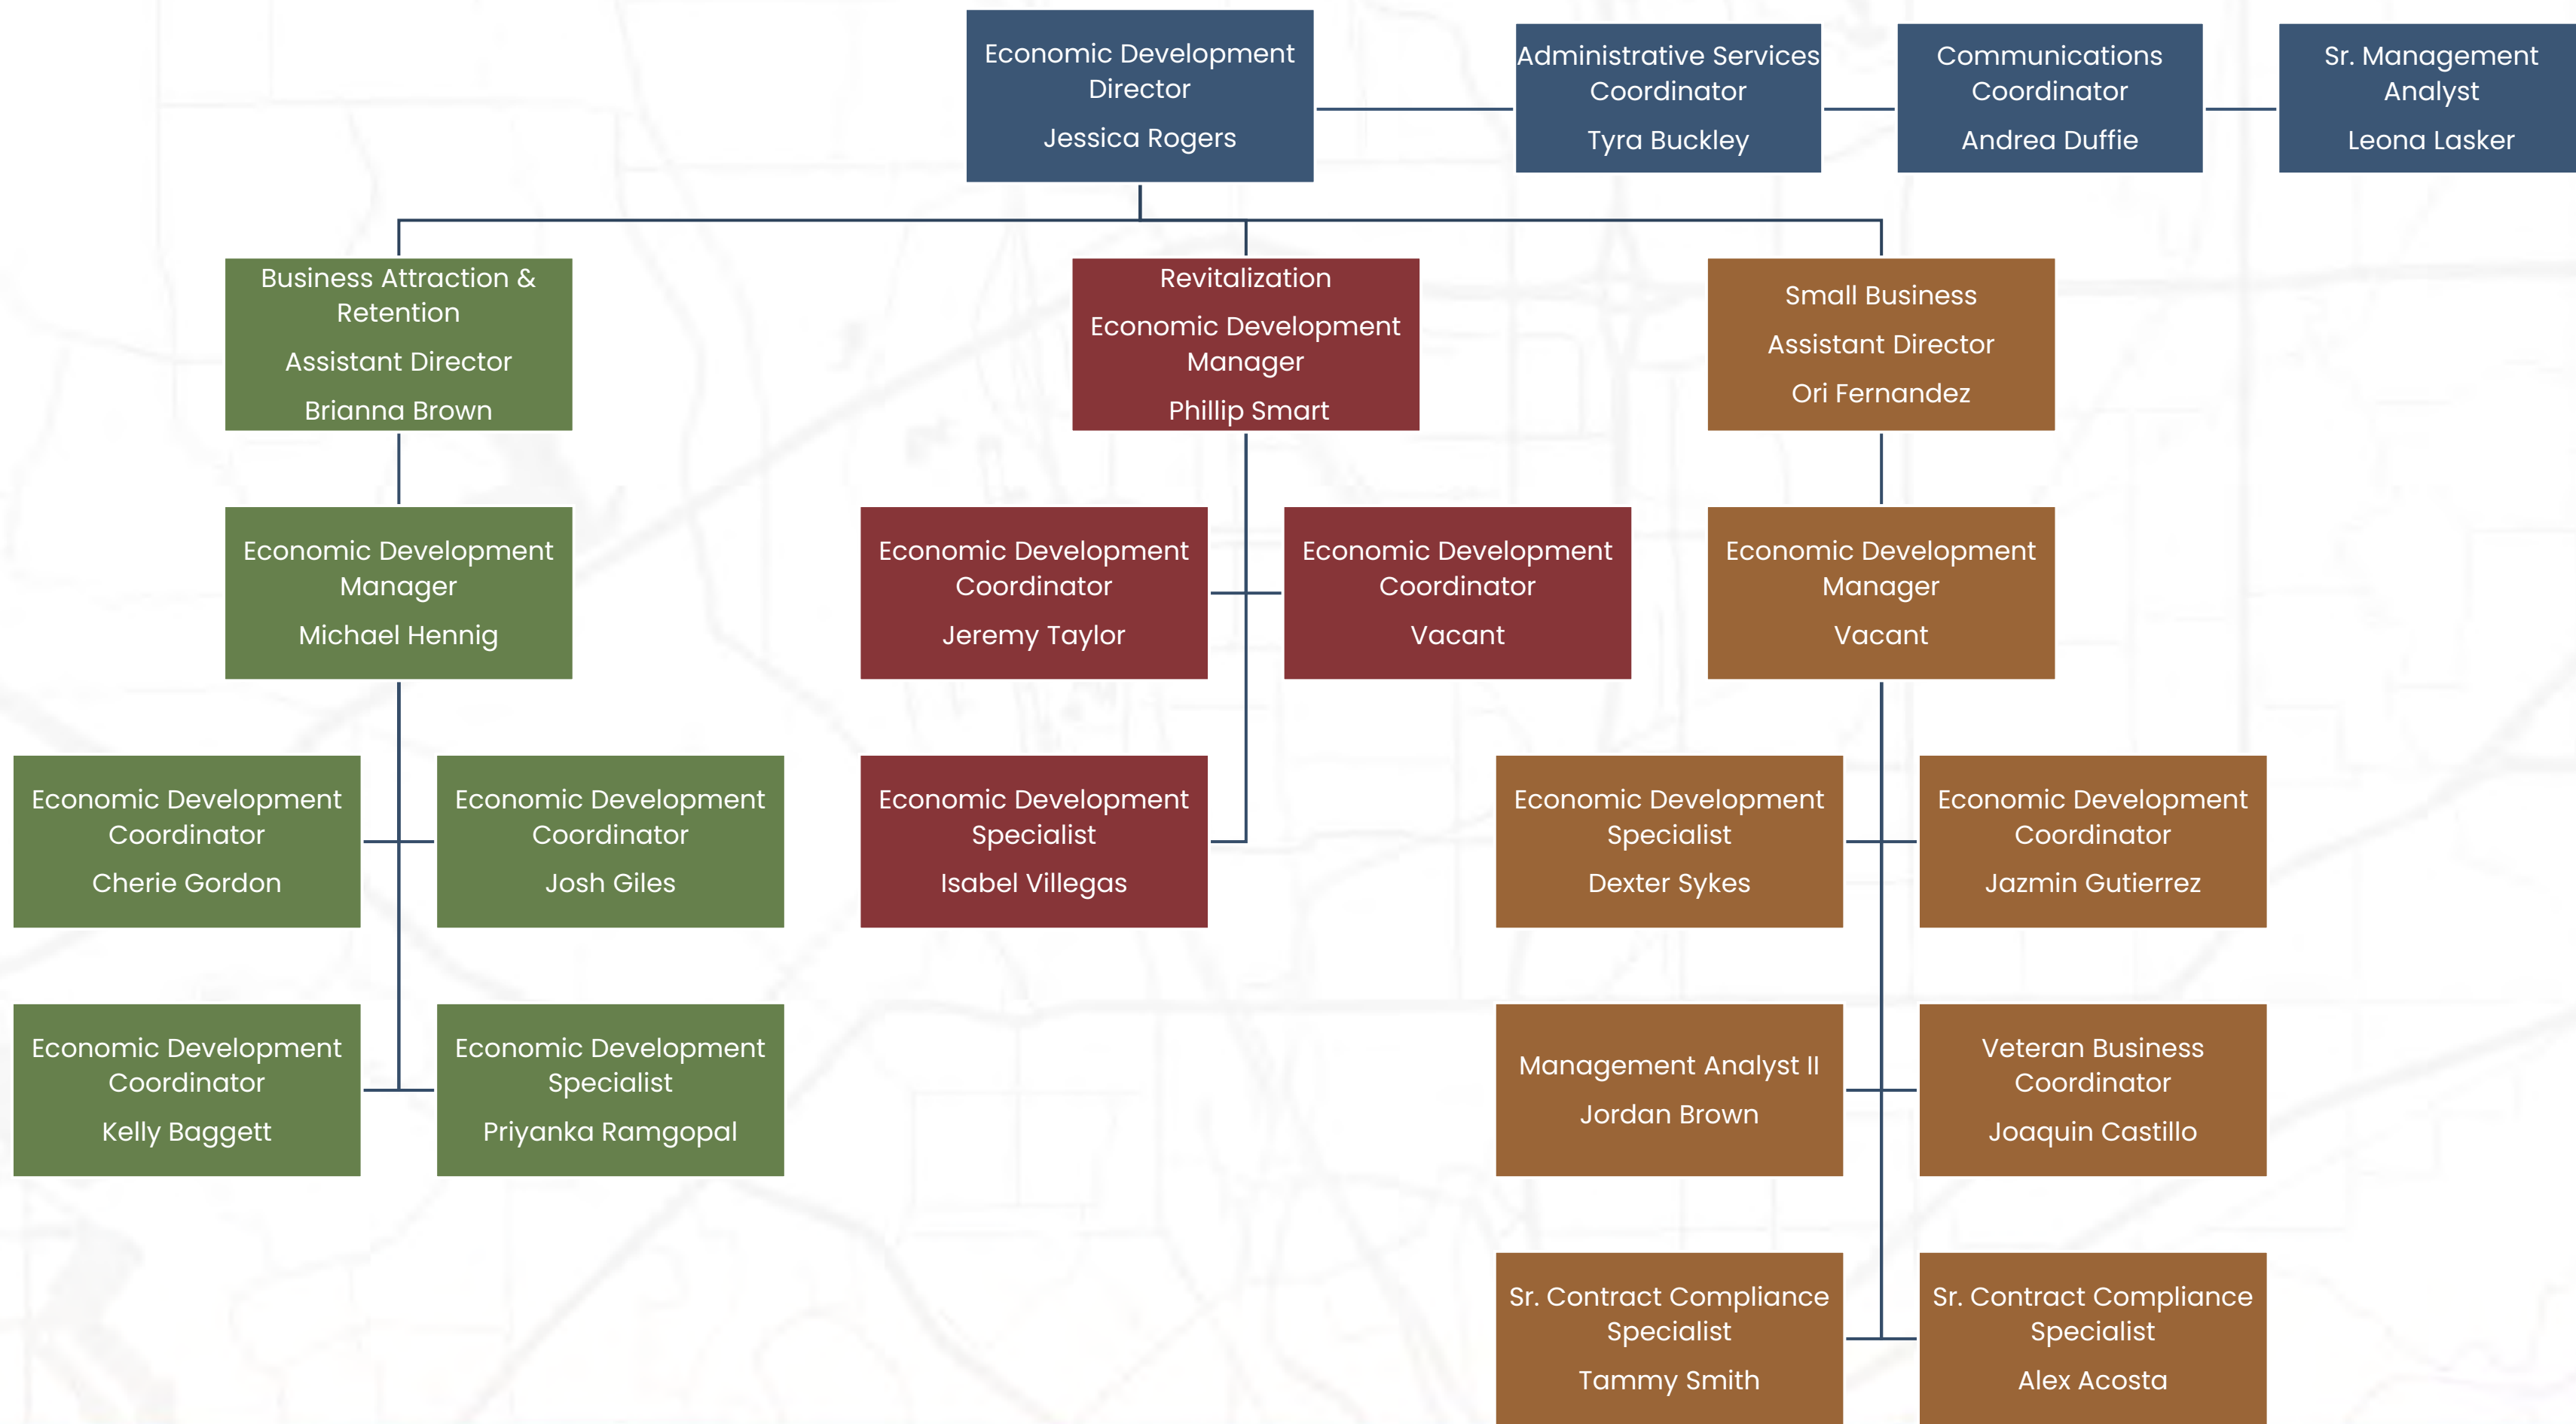 Economic Development
Director
Jessica Rogers
Administrative Services
Coordinator
Tyra Buckley
Communications
Coordinator
Andrea Duffie
Sr. Management
Analyst
Leona Lasker
Business Attraction &
Retention
Assistant Director
Brianna Brown
Revitalization
Economic Development
Manager
Phillip Smart
Small Business
Assistant Director
Ori Fernandez
Economic Development
Manager
Michael Hennig
Economic Development
Coordinator
Jeremy Taylor
Economic Development
Coordinator
Vacant
Economic Development
Manager
Vacant
Economic Development
Coordinator
Cherie Gordon
Economic Development
Coordinator
Josh Giles
Economic Development
Specialist
Isabel Villegas
Economic Development
Specialist
Dexter Sykes
Economic Development
Coordinator
Jazmin Gutierrez
Economic Development
Coordinator
Kelly Baggett
Economic Development
Specialist
Priyanka Ramgopal
Management Analyst II
Jordan Brown
Veteran Business
Coordinator
Joaquin Castillo
Sr. Contract Compliance
Specialist
Tammy Smith
Sr. Contract Compliance
Specialist
Alex Acosta